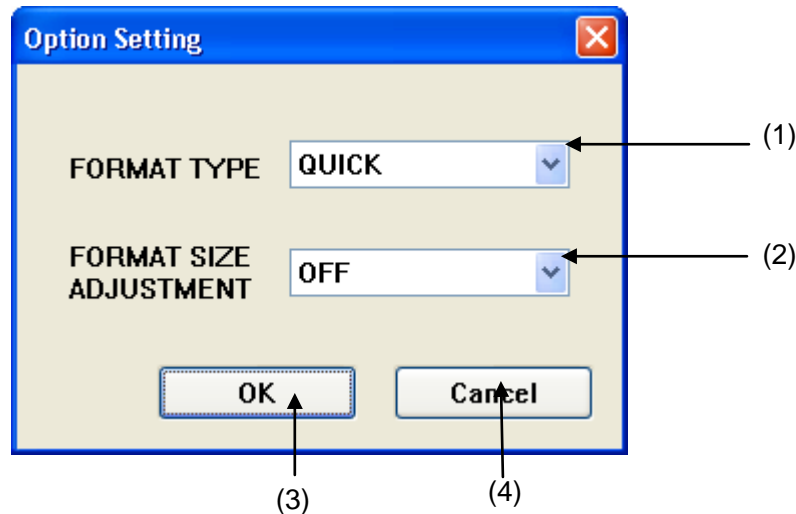 Option Setting
FORMAT TYPE QUICK
(1)
FORMAT SIZE
ADJUSTMENT
OFF
(2)
OK Cancel
(3) (4)